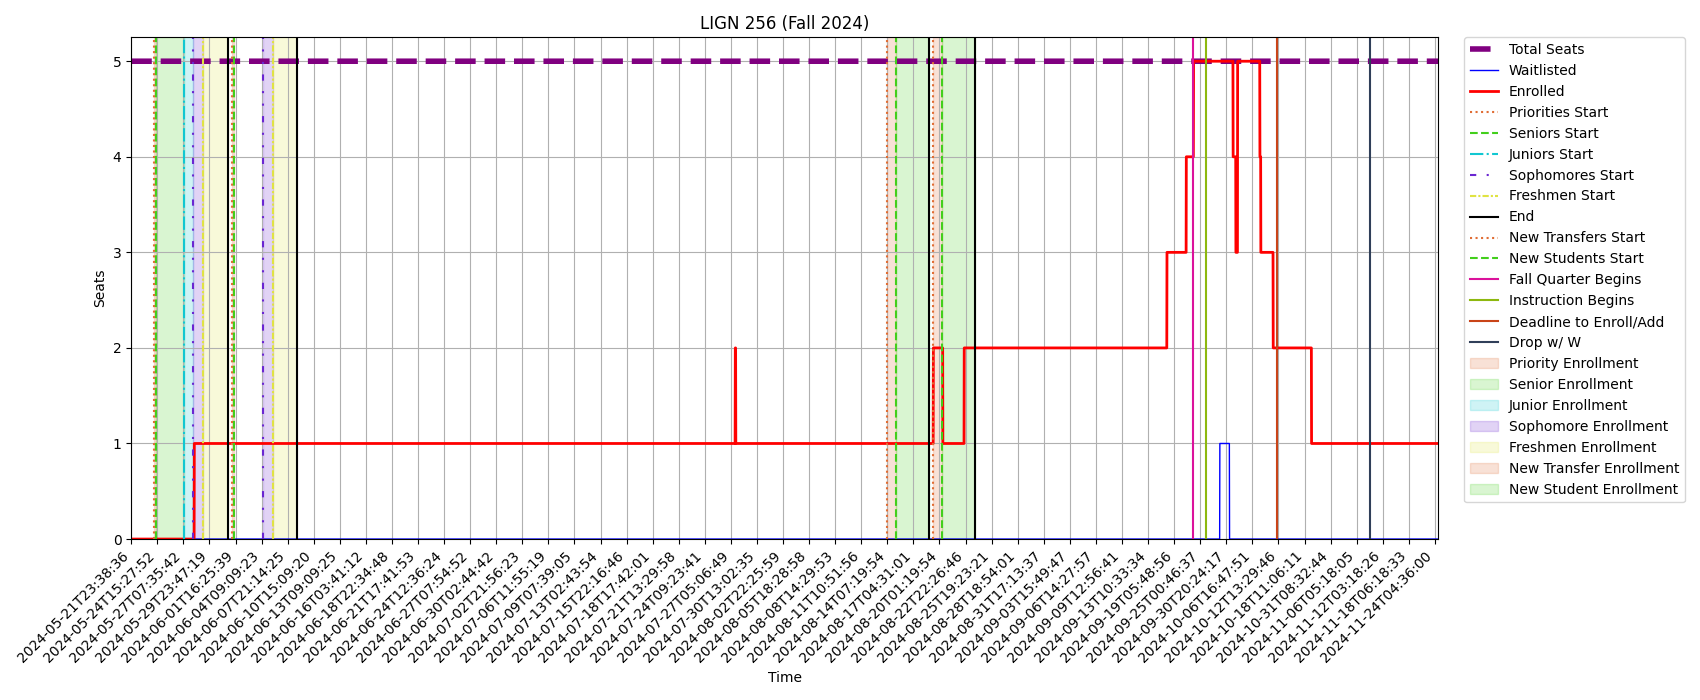 LIGN 256 (Fall 2024)
Seats
5
4
3
2
1
0
2024-05-21T23:38:36
2024-05-24T15:27:52
2024-05-27T07:35:42
2024-05-29T23:47:19
2024-06-01T16:25:39
2024-06-04T09:09:23
2024-06-07T21:14:25
2024-06-10T15:09:20
2024-06-13T09:09:25
2024-06-16T03:41:12
2024-06-18T22:34:48
2024-06-21T17:41:53
2024-06-24T12:36:24
2024-06-27T07:54:52
2024-06-30T02:44:42
2024-07-02T21:56:23
2024-07-06T11:55:19
2024-07-09T07:39:05
2024-07-13T02:43:54
2024-07-15T22:16:46
2024-07-18T17:42:01
2024-07-21T13:29:58
2024-07-24T09:23:41
2024-07-27T05:06:49
2024-07-30T13:02:35
2024-08-02T22:25:59
2024-08-05T18:28:58
2024-08-08T14:29:53
2024-08-11T10:51:56
2024-08-14T07:19:54
2024-08-17T04:31:01
2024-08-20T01:19:54
2024-08-22T22:26:46
2024-08-25T19:23:21
2024-08-28T18:54:01
2024-08-31T17:13:37
2024-09-03T15:49:47
2024-09-06T14:27:57
2024-09-09T12:56:41
2024-09-13T10:33:34
2024-09-19T05:48:56
2024-09-25T00:46:37
2024-09-30T20:24:17
2024-10-06T16:47:51
2024-10-12T13:29:46
2024-10-18T11:06:11
2024-10-31T08:32:44
2024-11-06T05:18:05
2024-11-12T03:18:26
2024-11-18T06:18:33
2024-11-24T04:36:00
Time
Total Seats
Waitlisted
Enrolled
Priorities Start
Seniors Start
Juniors Start
Sophomores Start
Freshmen Start
End
New Transfers Start
New Students Start
Fall Quarter Begins
Instruction Begins
Deadline to Enroll/Add
Drop w/ W
Priority Enrollment
Senior Enrollment
Junior Enrollment
Sophomore Enrollment
Freshmen Enrollment
New Transfer Enrollment
New Student Enrollment